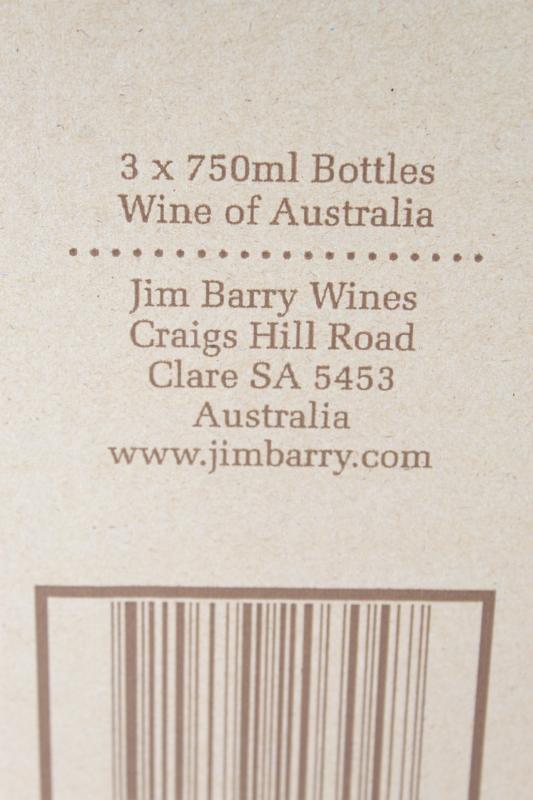 3 x 750ml Bottles
Wine of Australia
Jim Barry Wines
Craigs Hill Road
Clare SA 5453
Australia
www.jimbarry.com